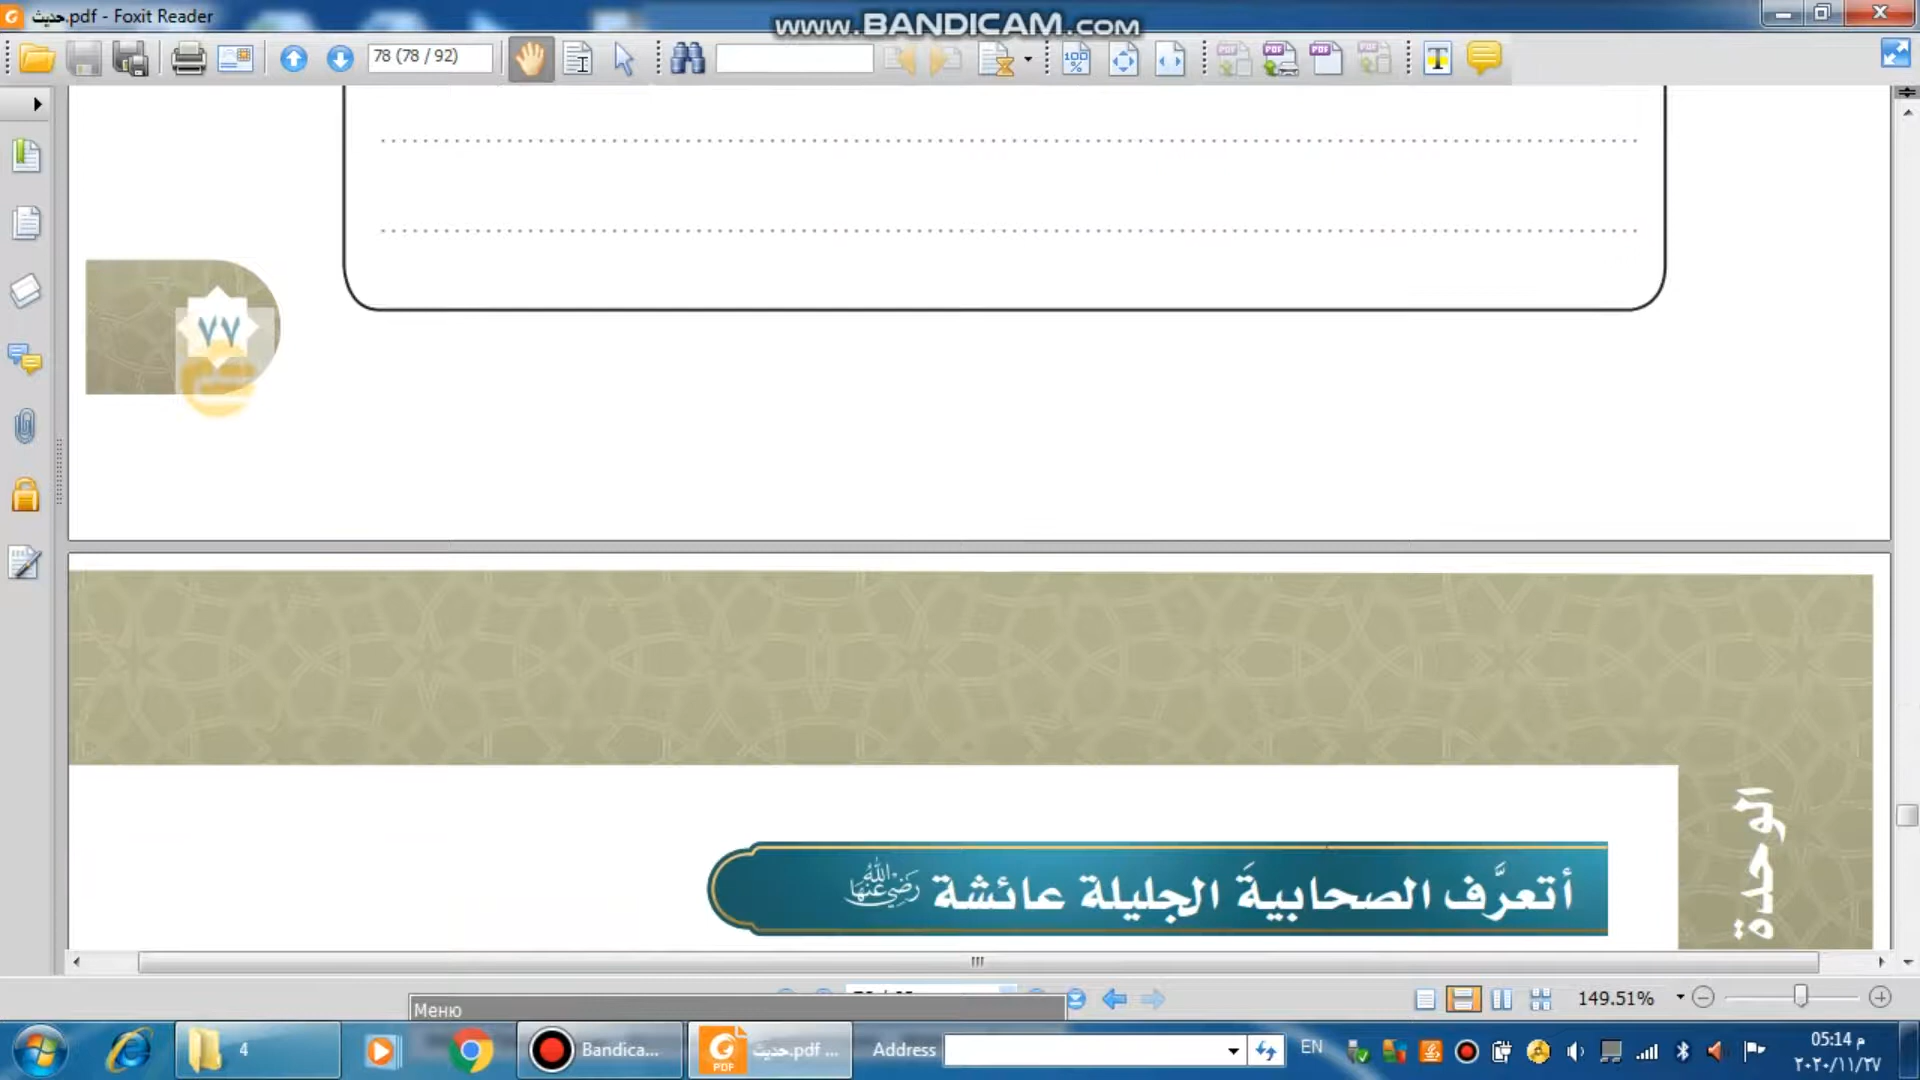 حديث.pdf - Foxit Reader
www.BANDICAM.com
78 (78 / 92)
٧٧
أتعرَّف الصحابيةَ الجليلة عائشة رَضِيَ اللهُ عَنْهَا
الوحدة
Меню
149.51%
4
Bandica...
حديث.pdf ...
Address
EN
05:14 م
٢٠٢٠/١١/٢٧